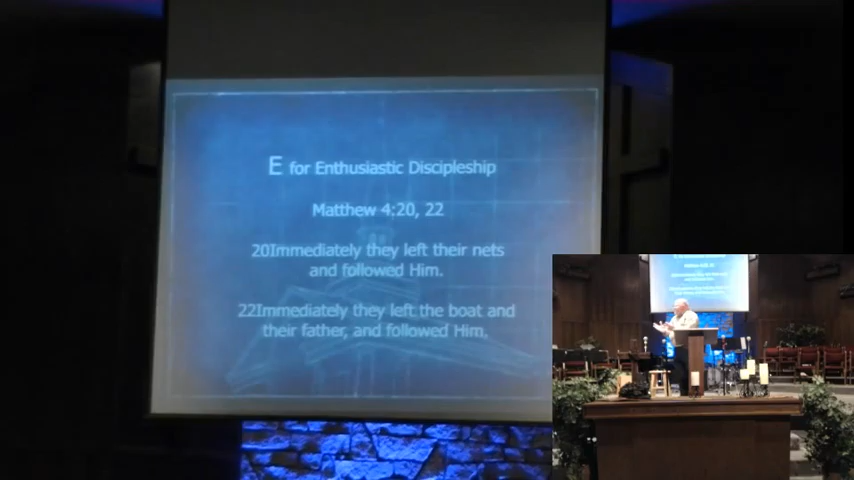 E for Enthusiastic Discipleship
Matthew 4:20, 22
20Immediately they left their nets
and followed Him.
22Immediately they left the boat and
their father, and followed Him.